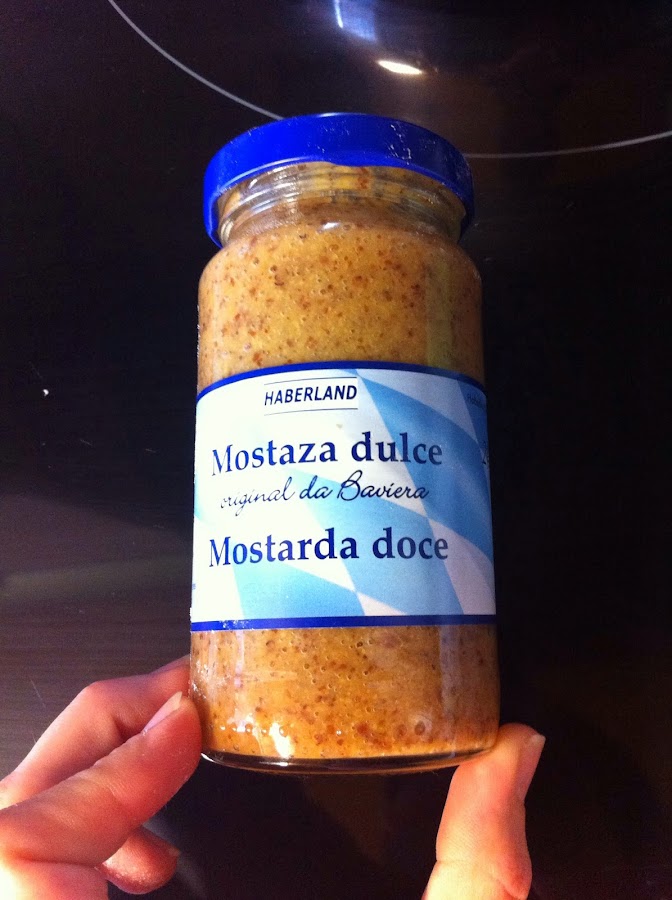 HABERLAND
Mostaza dulce
original da Baviera
Mostarda doce